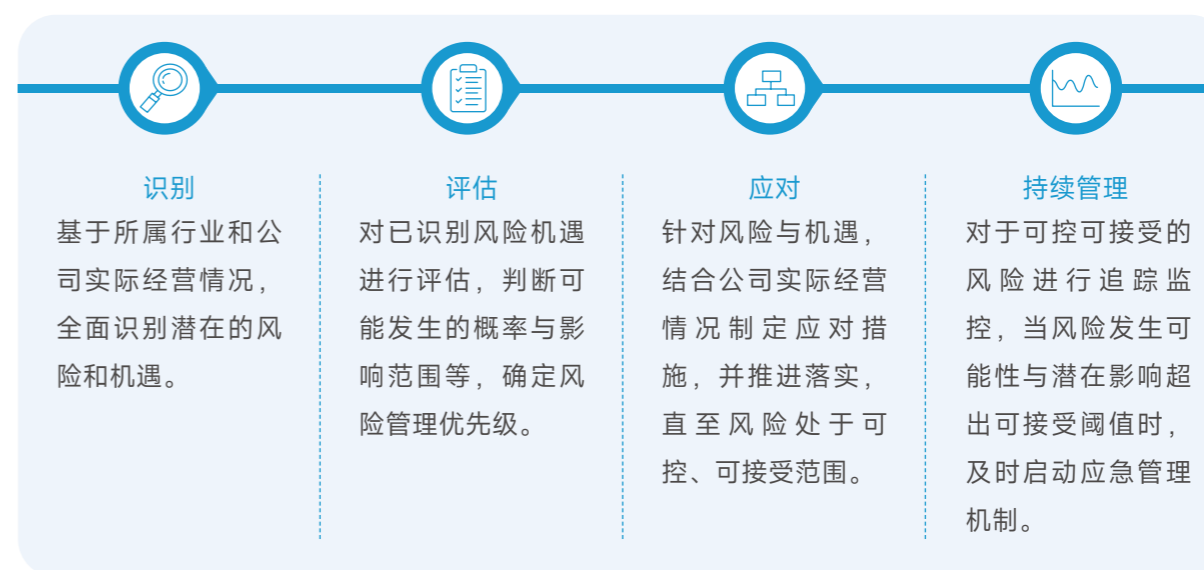 识别
基于所属行业和公
司实际经营情况，
全面识别潜在的风
险和机遇。
评估
对已识别风险机遇
进行评估，判断可
能发生的概率与影
响范围等，确定风
险管理优先级。
应对
针对风险与机遇，
结合公司实际经营
情况制定应对措
施，并推进落实，
直至风险处于可
控、可接受范围。
持续管理
对于可控可接受的
风险进行追踪监
控，当风险发生可
能性与潜在影响超
出可接受阈值时，
及时启动应急管理
机制。